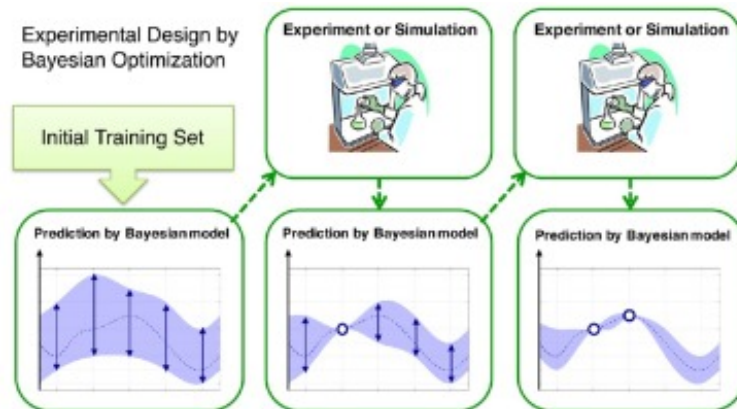 Experimental Design by
Bayesian Optimization
Initial Training Set
Experiment or Simulation
Experiment or Simulation
Prediction by Bayesian model
Prediction by Bayesian model
Prediction by Bayesian model